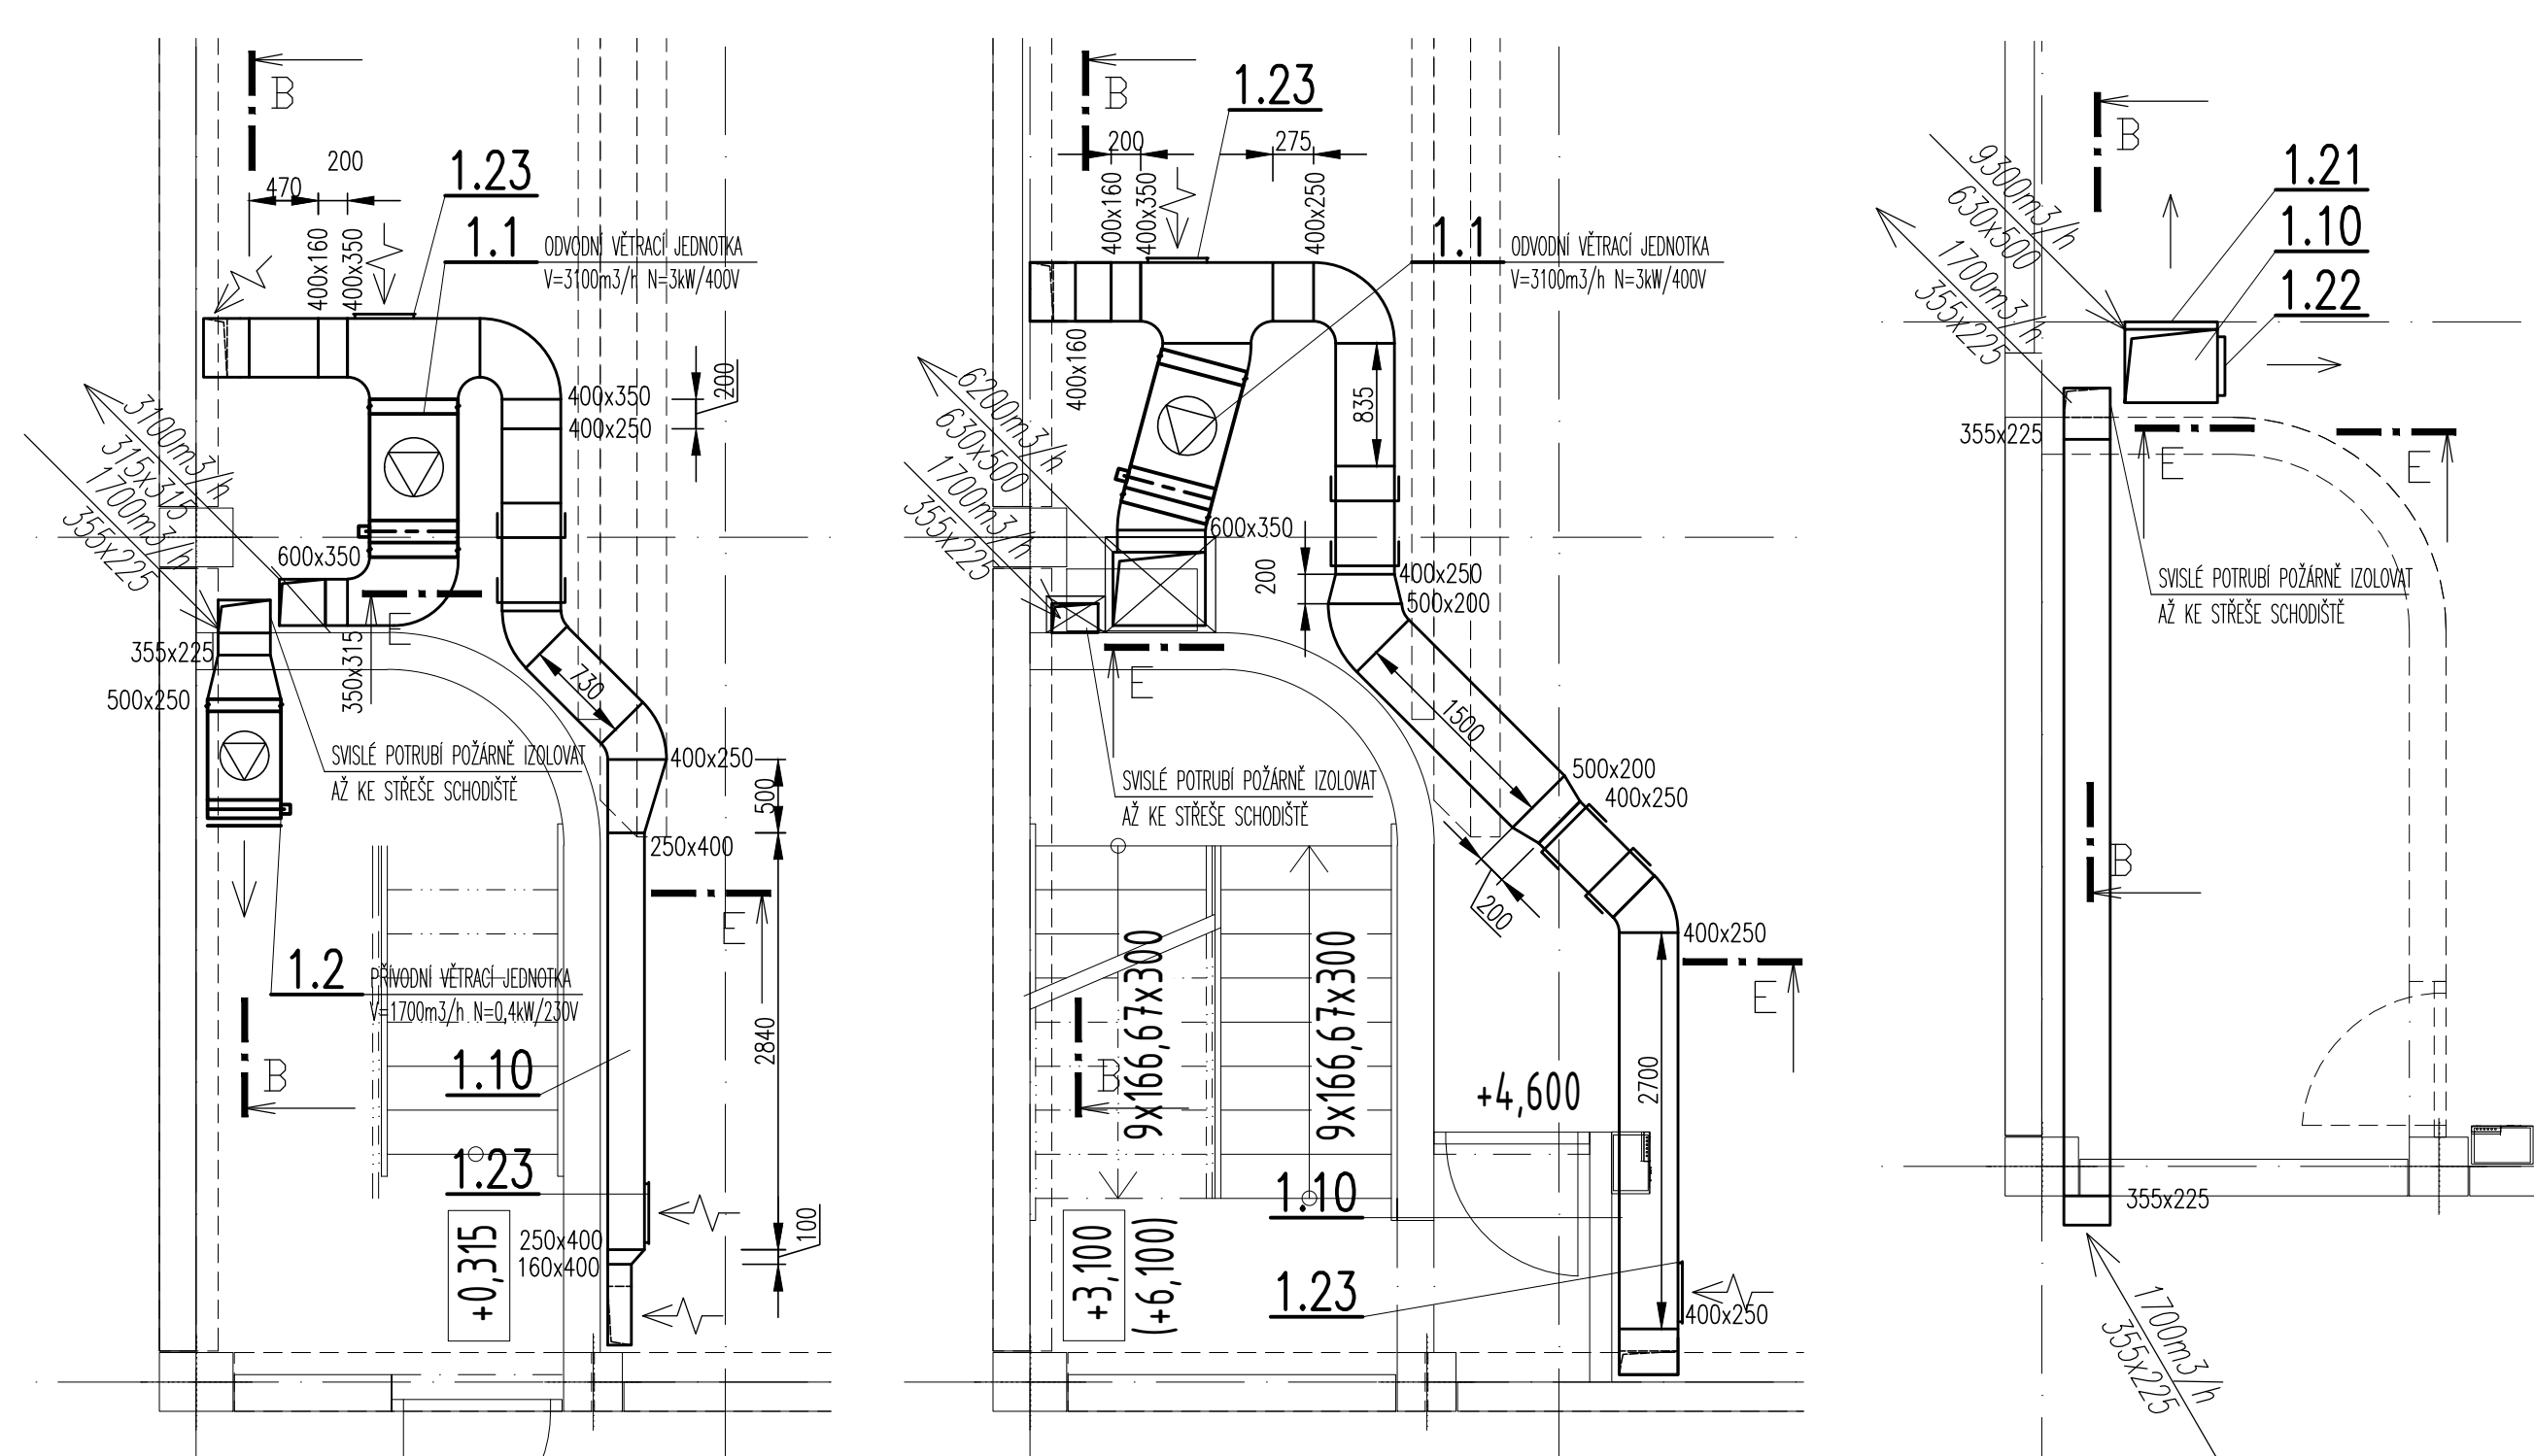 B
200
470
1.23
1.1
ODVODNÍ VĚTRACÍ JEDNOTKA
V=3100m3/h N=3kW/400V
400x160
400x350
400x350
400x250
200
3100m3/h
315x315
1700m3/h
355x225
600x350
E
350x315
355x225
500x250
730
SVISLÉ POTRUBÍ POŽÁRNĚ IZOLOVAT
AŽ KE STŘEŠE SCHODIŠTĚ
400x250
500
250x400
E
1.2
PŘÍVODNÍ VĚTRACÍ JEDNOTKA
V=1700m3/h N=0,4kW/230V
2840
B
1.10
1.23
+0,315
250x400
160x400
100
B
1.23
200
275
400x160
400x350
400x250
1.1
ODVODNÍ VĚTRACÍ JEDNOTKA
V=3100m3/h N=3kW/400V
400x160
835
6200m3/h
630x500
1700m3/h
355x225
600x350
200
400x250
500x200
E
1500
SVISLÉ POTRUBÍ POŽÁRNĚ IZOLOVAT
AŽ KE STŘEŠE SCHODIŠTĚ
500x200
400x250
200
400x250
E
9x166,67x300
9x166,67x300
B
+4,600
2700
1.10
+3,100
(+6,100)
1.23
400x250
B
9300m3/h
630x500
1700m3/h
355x225
1.21
1.10
1.22
355x225
E
E
SVISLÉ POTRUBÍ POŽÁRNĚ IZOLOVAT
AŽ KE STŘEŠE SCHODIŠTĚ
B
355x225
1700m3/h
355x225